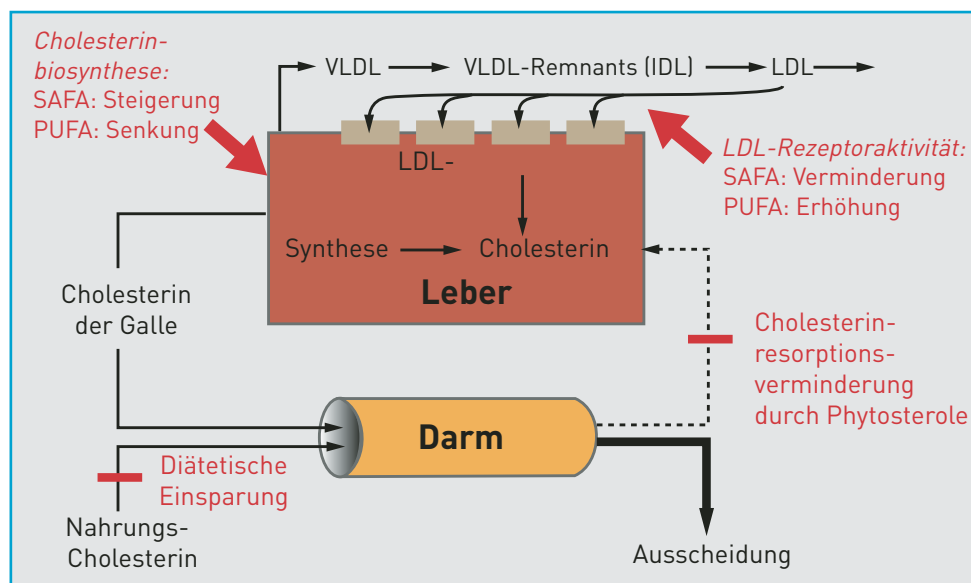 Cholesterin-
biosynthese:
SAFA: Steigerung
PUFA: Senkung
VLDL
VLDL-Remnants (IDL)
LDL
LDL-Rezeptoraktivität:
SAFA: Verminderung
PUFA: Erhöhung
LDL-
Synthese
Cholesterin
Leber
Cholesterin
der Galle
Cholesterin-
resorptions-
verminderung
durch Phytosterole
Darm
Diätetische
Einsparung
Nahrungs-
Cholesterin
Ausscheidung